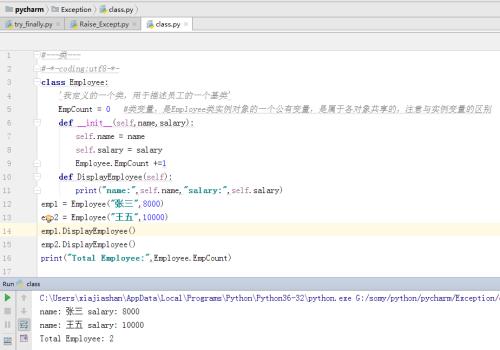 pycharm Exception class.py
try_finally.py Raise_Except.py class.py
1 #---类---
2 #-*-coding:utf8-*-
3 class Employee:
4 '我定义的一个类，用于描述员工的一个基类'
5 EmpCount = 0 #类变量，是Employee类实例对象的一个公有变量，是属于各对象共享的，注意与实例变量的区别
6 def __init__(self,name,salary):
7 self.name = name
8 self.salary = salary
9 Employee.EmpCount +=1
10 def DisplayEmployee(self):
11 print("name:",self.name,"salary:",self.salary)
12 emp1 = Employee("张三",8000)
13 emp2 = Employee("王五",10000)
14 emp1.DisplayEmployee()
15 emp2.DisplayEmployee()
16 print("Total Employee:",Employee.EmpCount)
17
Run class
C:\Users\xiajiashan\AppData\Local\Programs\Python\Python36-32\python.exe G:/somy/python/pycharm/Exception/
name: 张三 salary: 8000
name: 王五 salary: 10000
Total Employee: 2